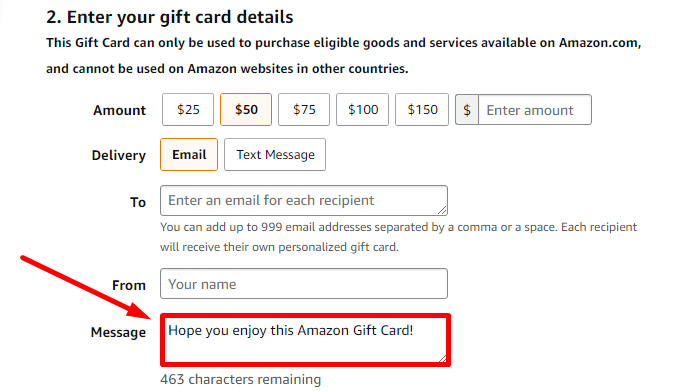 2. Enter your gift card details
This Gift Card can only be used to purchase eligible goods and services available on Amazon.com,
and cannot be used on Amazon websites in other countries.
Amount $25 $50 $75 $100 $150 $ Enter amount
Delivery Email Text Message
To Enter an email for each recipient
You can add up to 999 email addresses separated by a comma or a space. Each recipient
will receive their own personalized gift card.
From Your name
Message Hope you enjoy this Amazon Gift Card!
463 characters remaining